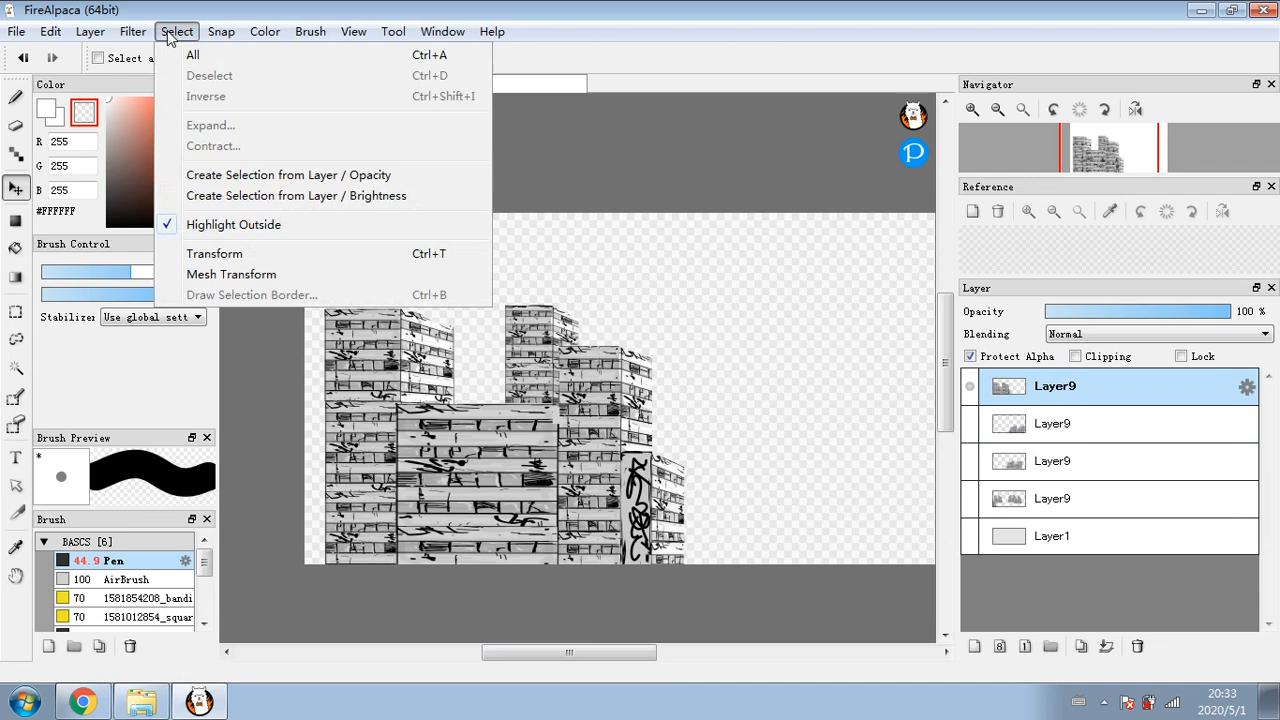 FireAlpaca (64bit)
File Edit Layer Filter Select Snap Color Brush View Tool Window Help
Select a
All Ctrl+A
Deselect Ctrl+D
Inverse Ctrl+Shift+I
Expand...
Contract...
Create Selection from Layer / Opacity
Create Selection from Layer / Brightness
Highlight Outside
Transform Ctrl+T
Mesh Transform
Draw Selection Border... Ctrl+B
Color
R 255
G 255
B 255
#FFFFFF
Brush Control
Stabilizer Use global sett
Brush Preview
*
Brush
BASCS [6]
44.9 Pen
100 AirBrush
70 1581854208_bandi
70 1581012854_squar
Navigator
Reference
Layer
Opacity 100 %
Blending Normal
Protect Alpha Clipping Lock
Layer9
Layer9
Layer9
Layer9
Layer1
20:33
2020/5/1